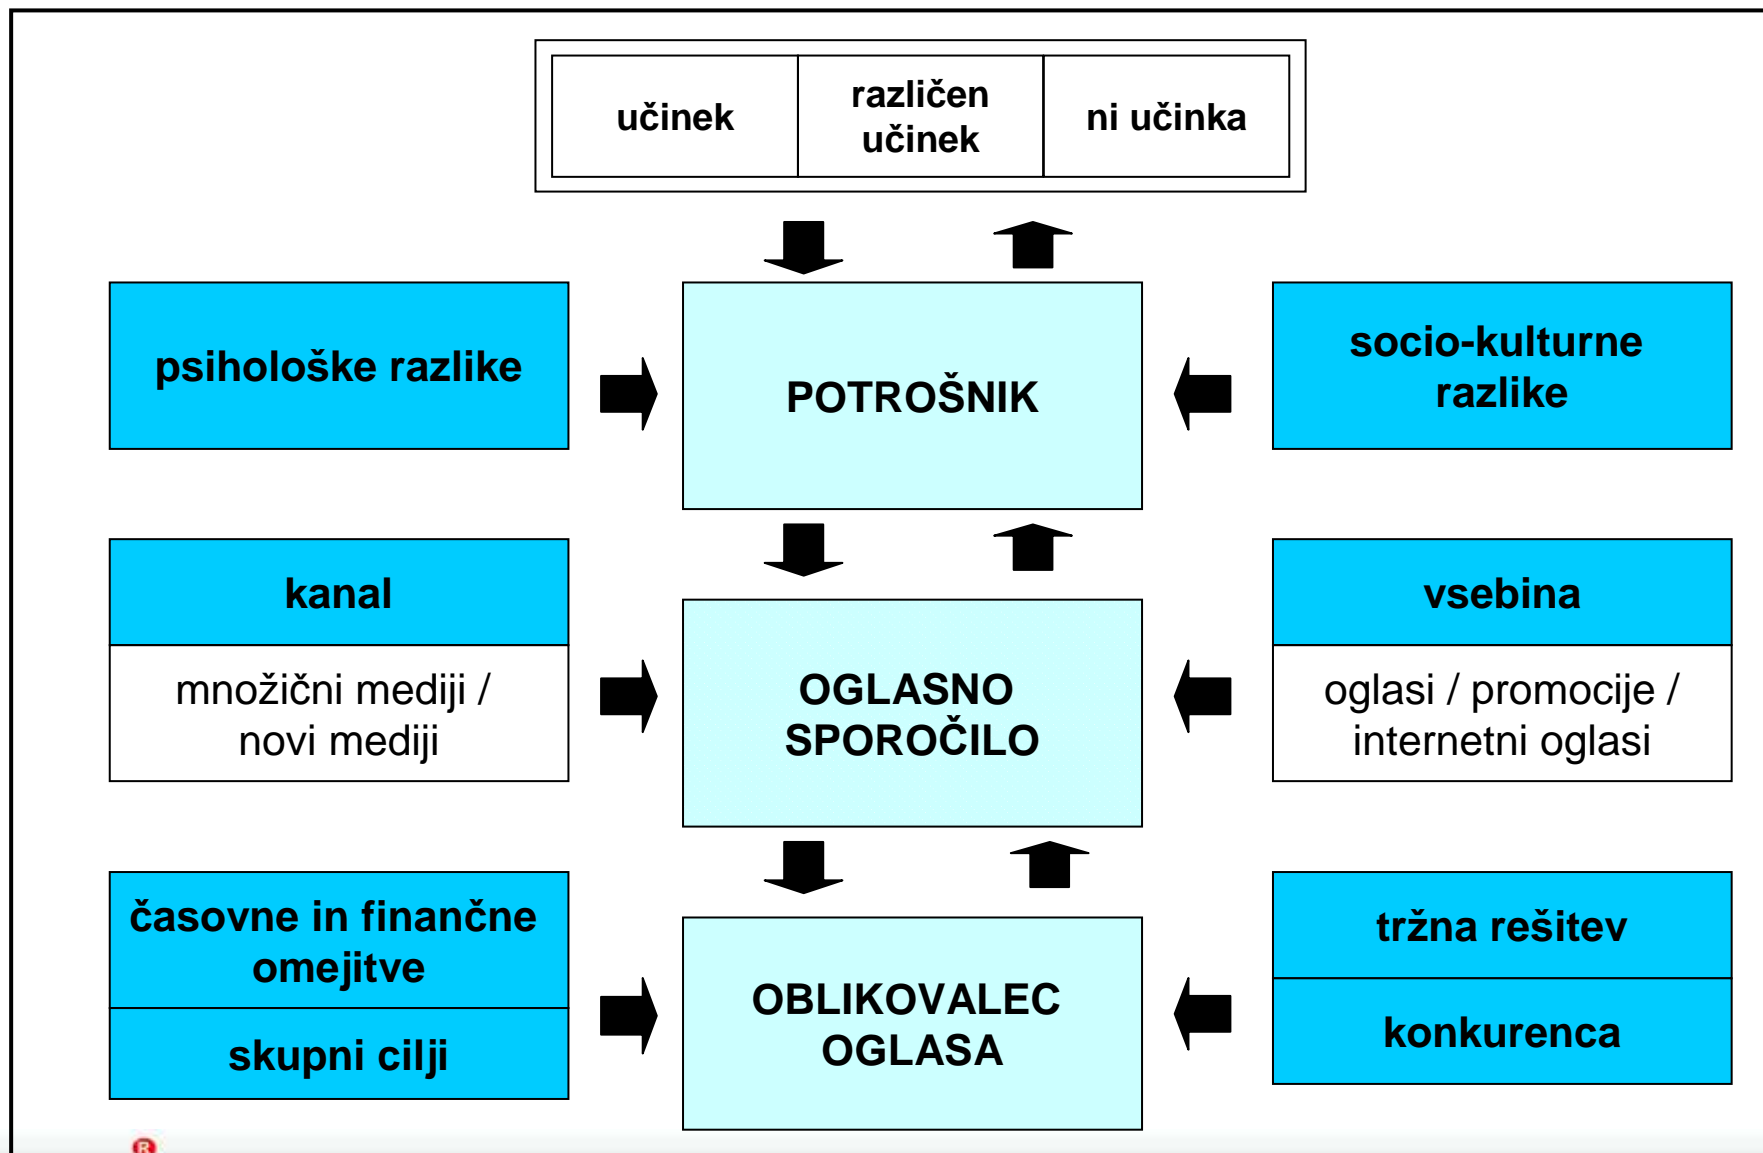 učinek
različen
učinek
ni učinka
psihološke razlike
POTROŠNIK
socio-kulturne
razlike
kanal
množični mediji /
novi mediji
OGLASNO
SPOROČILO
vsebina
oglasi / promocije /
internetni oglasi
časovne in finančne
omejitve
skupni cilji
OBLIKOVALEC
OGLASA
tržna rešitev
konkurenca
®